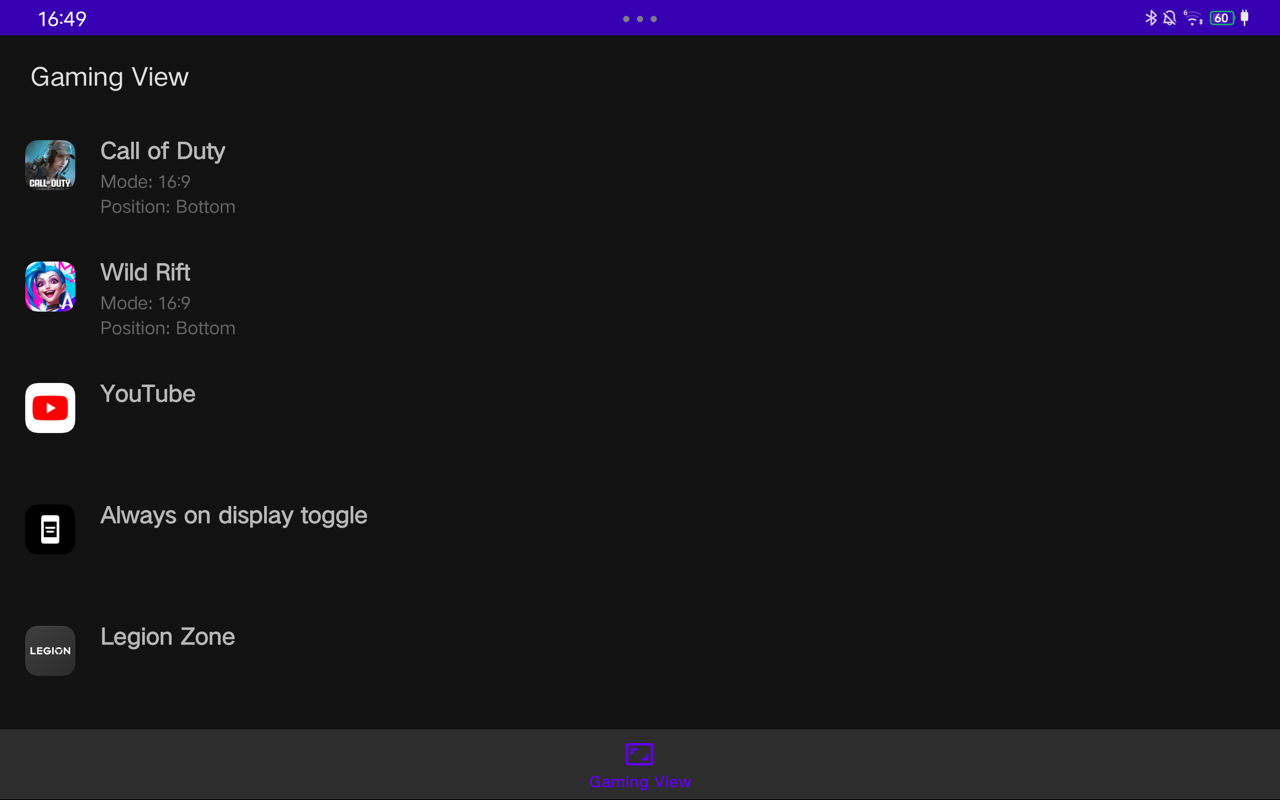 16:49
6
60
Gaming View
Call of Duty
Mode: 16:9
Position: Bottom
CALL OF DUTY
Wild Rift
Mode: 16:9
Position: Bottom
A
YouTube
Always on display toggle
Legion Zone
LEGION
Gaming View